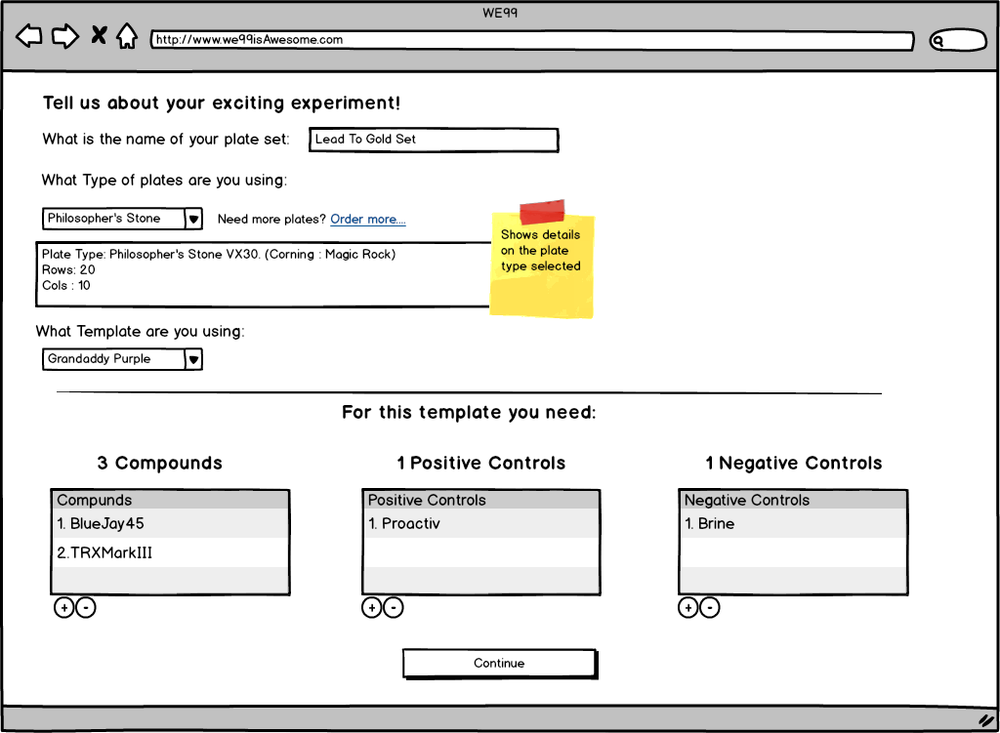 WE99
http://www.we99isAwesome.com
Tell us about your exciting experiment!
What is the name of your plate set: Lead To Gold Set
What Type of plates are you using:
Philosopher's Stone Need more plates? Order more....
Plate Type: Philosopher's Stone VX30. (Corning : Magic Rock)
Rows: 20
Cols : 10
Shows details
on the plate
type selected
What Template are you using:
Grandaddy Purple
For this template you need:
3 Compounds
1 Positive Controls
1 Negative Controls
Compunds
1. BlueJay45
2.TRXMarkIII
Positive Controls
1. Proactiv
Negative Controls
1. Brine
+ -
+ -
+ -
Continue